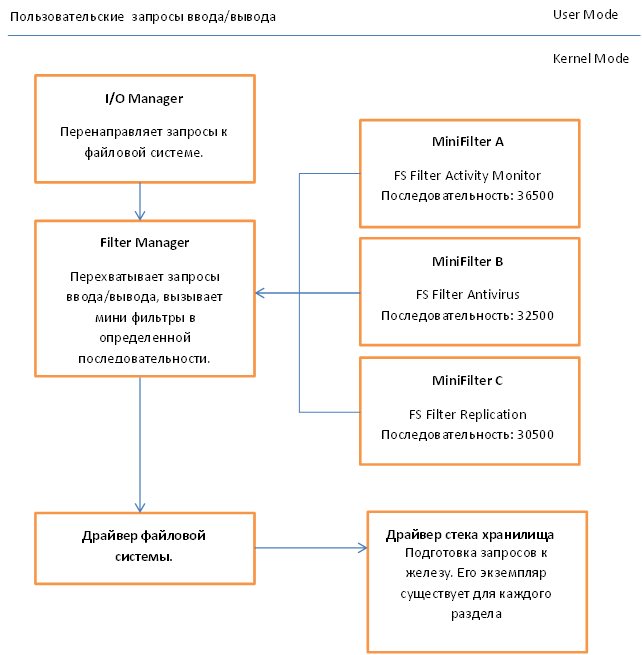 Пользовательские запросы ввода/вывода
User Mode
Kernel Mode
I/O Manager
Перенаправляет запросы к
файловой системе.
Filter Manager
Перехватывает запросы
ввода/вывода, вызывает
мини фильтры в
определенной
последовательности.
MiniFilter A
FS Filter Activity Monitor
Последовательность: 36500
MiniFilter B
FS Filter Antivirus
Последовательность: 32500
MiniFilter C
FS Filter Replication
Последовательность: 30500
Драйвер файловой
системы.
Драйвер стека хранилища
Подготовка запросов к
железу. Его экземпляр
существует для каждого
раздела